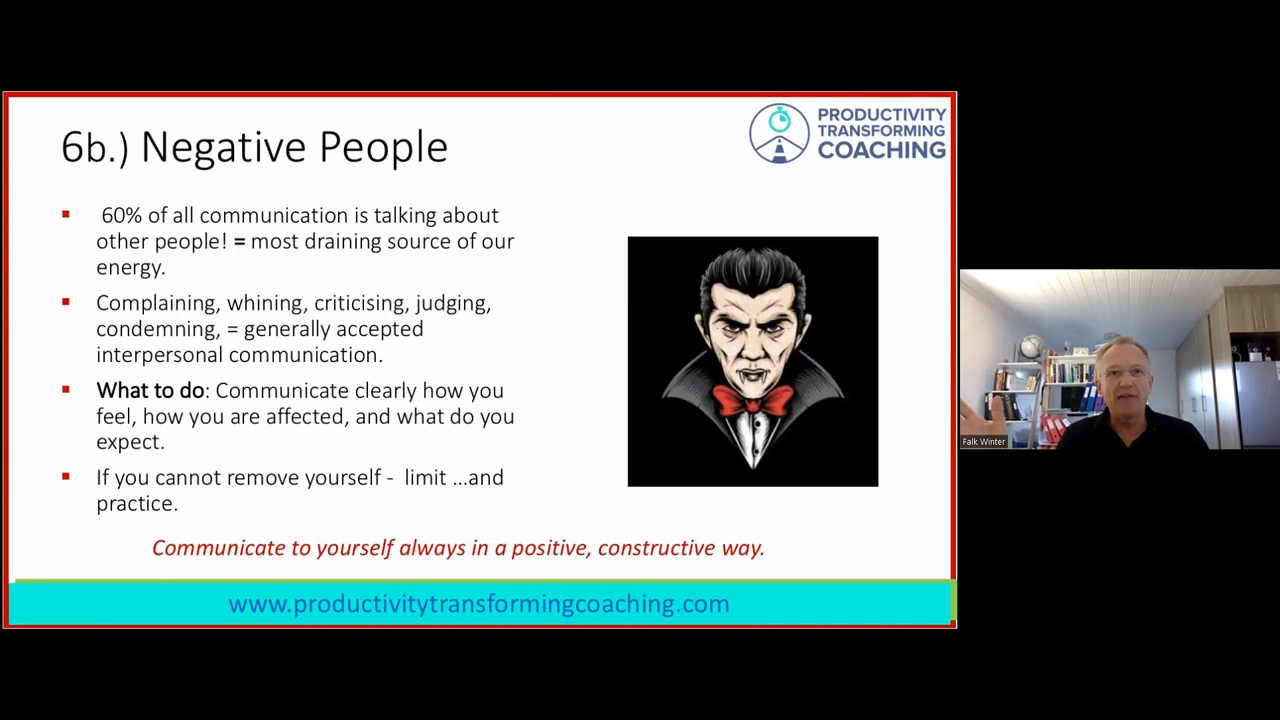 6b.) Negative People
PRODUCTIVITY
TRANSFORMING
COACHING
▪ 60% of all communication is talking about
other people! = most draining source of our
energy.
▪ Complaining, whining, criticising, judging,
condemning, = generally accepted
interpersonal communication.
▪ What to do: Communicate clearly how you
feel, how you are affected, and what do you
expect.
▪ If you cannot remove yourself - limit ...and
practice.
Communicate to yourself always in a positive, constructive way.
www.productivitytransformingcoaching.com
Falk Winter